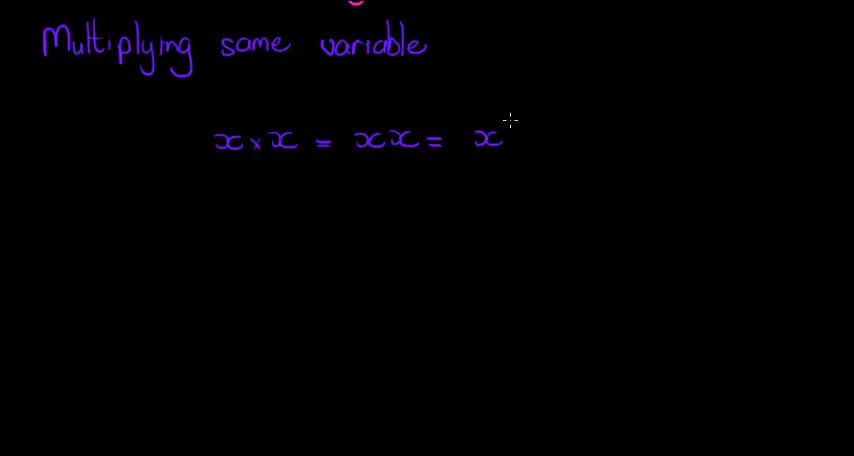 Multiplying same variable
x × x = xx = x